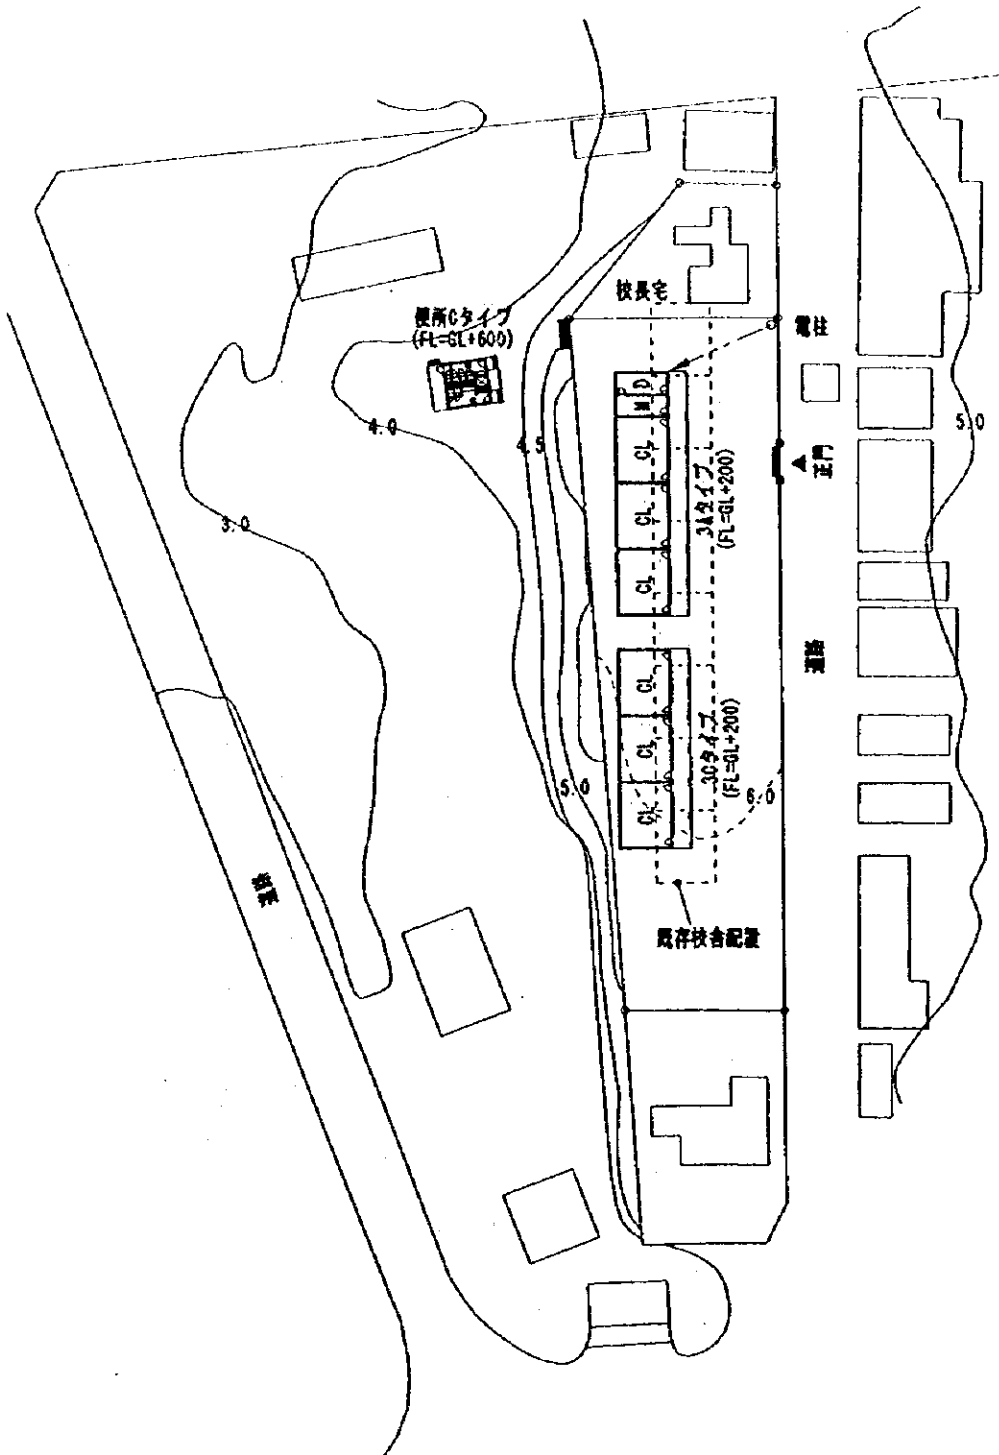 校長宅
電柱
便所Cタイプ
(FL=GL+600)
D
M
CL
CL
CL
3Aタイプ
(FL=GL+200)
正門
4.0
4.5
5.0
3.0
CL
CL
CL
3Cタイプ
(FL=GL+200)
道路
5.0
6.0
道路
既存校舎配置